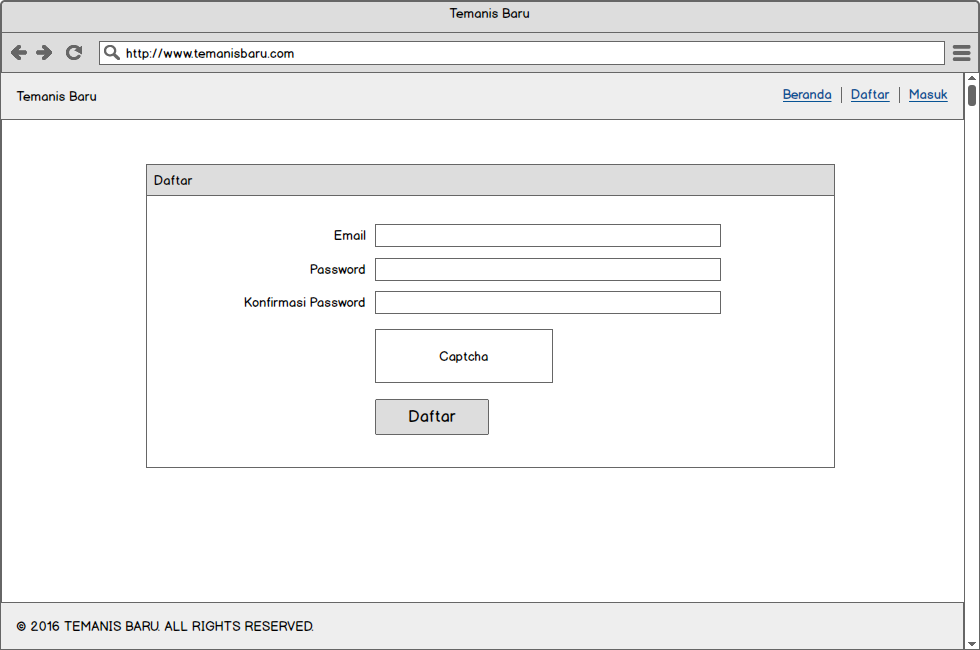 Temanis Baru
http://www.temanisbaru.com
Temanis Baru
Beranda | Daftar | Masuk
Daftar
Email
Password
Konfirmasi Password
Captcha
Daftar
© 2016 TEMANIS BARU. ALL RIGHTS RESERVED.